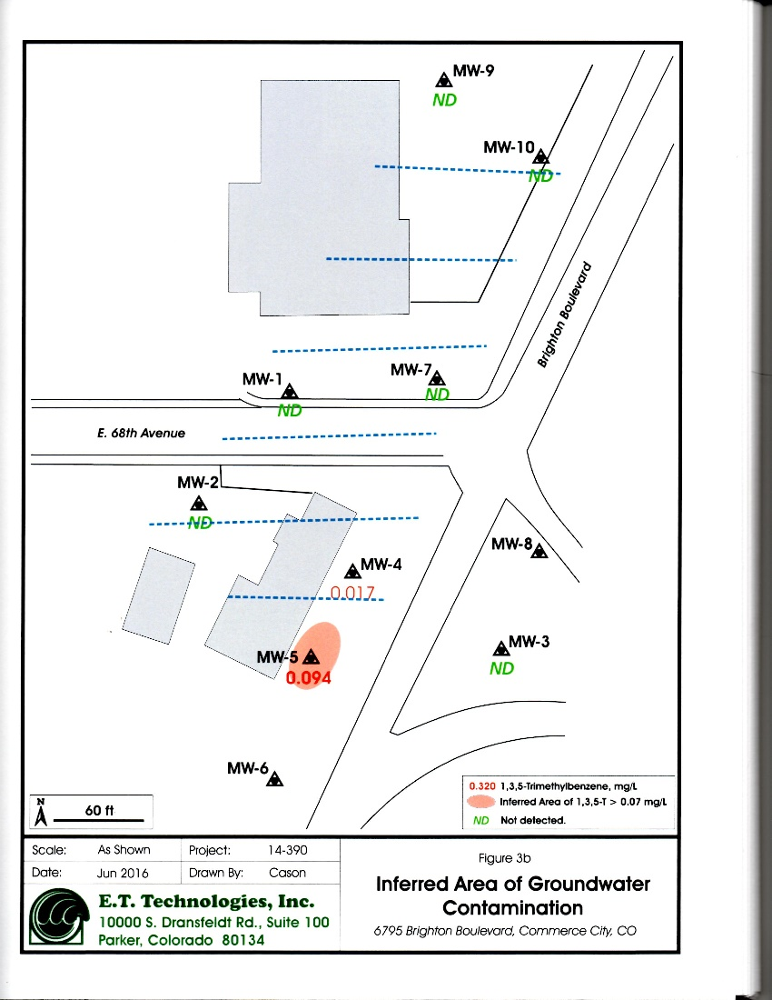 MW-9
ND
MW-10
ND
Brighton Boulevard
MW-7
ND
MW-1
ND
E. 68th Avenue
MW-2
ND
MW-8
MW-4
0.017
MW-3
ND
MW-5
0.094
MW-6
N
60 ft
0.320 1,3,5-Trimethylbenzene, mg/L
Inferred Area of 1,3,5-T > 0.07 mg/L
ND Not detected.
Scale: As Shown Project: 14-390
Date: Jun 2016 Drawn By: Cason
E.T. Technologies, Inc.
10000 S. Dransfeldt Rd., Suite 100
Parker, Colorado 80134
Figure 3b
Inferred Area of Groundwater
Contamination
6795 Brighton Boulevard, Commerce City, CO